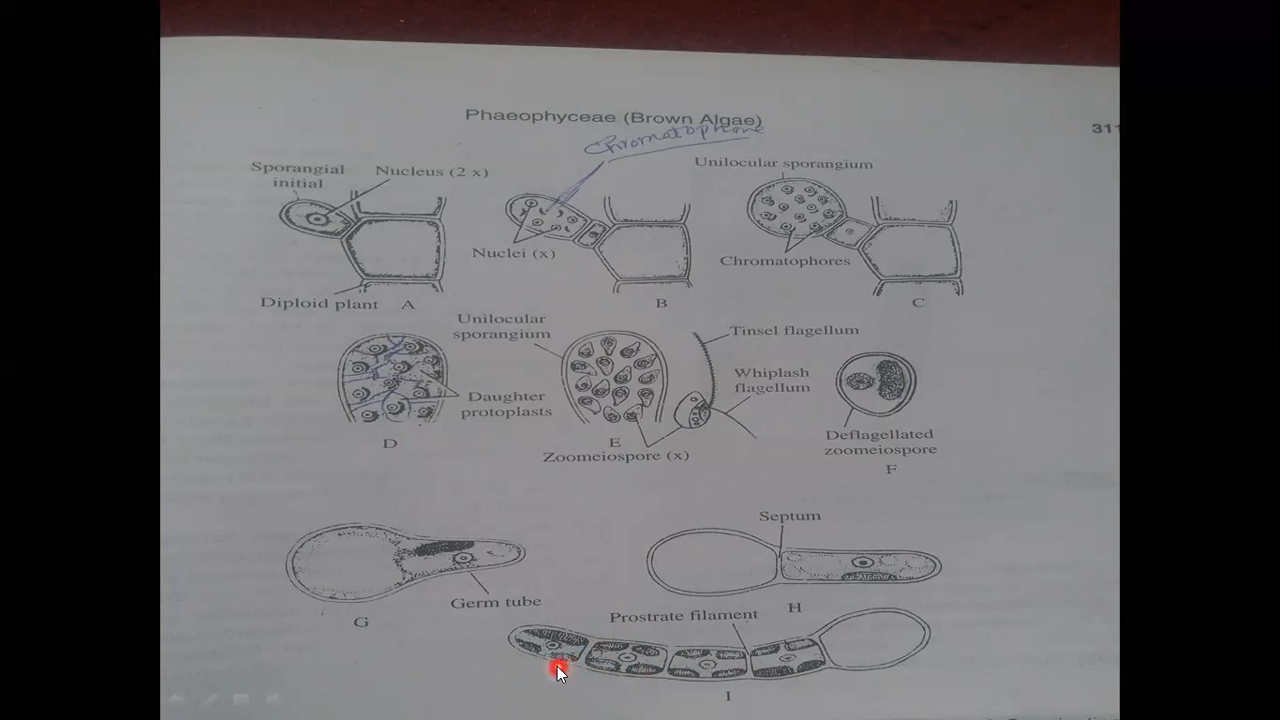 Phaeophyceae (Brown Algae)
311
Chromatophore
Sporangial
initial
Nucleus (2 x)
Unilocular sporangium
Nuclei (x)
Chromatophores
Diploid plant
A
B
C
Unilocular
sporangium
Tinsel flagellum
Whiplash
flagellum
Daughter
protoplasts
Deflagellated
zoomeiospore
D
E
Zoomeiospore (x)
F
Septum
Germ tube
Prostrate filament
G
H
I